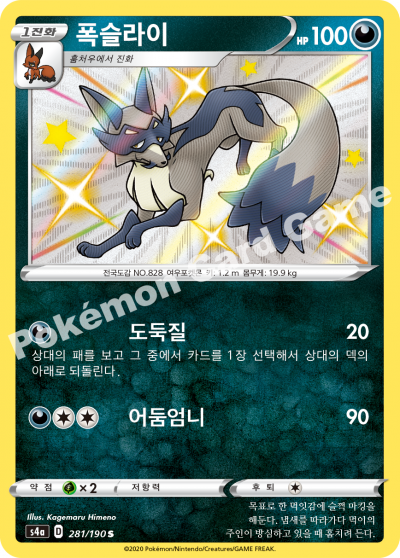 1진화
폭슬라이
HP 100
훔처우에서 진화
전국도감 NO.828 여우포켓몬 키: 1.2 m 몸무게: 19.9 kg
Pokémon Card Game
도둑질 20
상대의 패를 보고 그 중에서 카드를 1장 선택해서 상대의 덱의
아래로 되돌린다.
어둠엄니 90
약점 ×2 저항력 후퇴
Illus. Kagemaru Himeno
s4a D 281/190 S
목표로 한 먹잇감에 슬쩍 마킹을
해둔다. 냄새를 따라가다 먹이의
주인이 방심하고 있을 때 훔치려 든다.
©2020 Pokémon/Nintendo/Creatures/GAME FREAK.